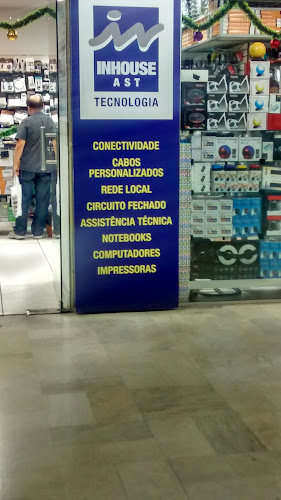 INHOUSE
AST
TECNOLOGIA
CONECTIVIDADE
CABOS
PERSONALIZADOS
REDE LOCAL
CIRCUITO FECHADO
ASSISTÊNCIA TÉCNICA
NOTEBOOKS
COMPUTADORES
IMPRESSORAS